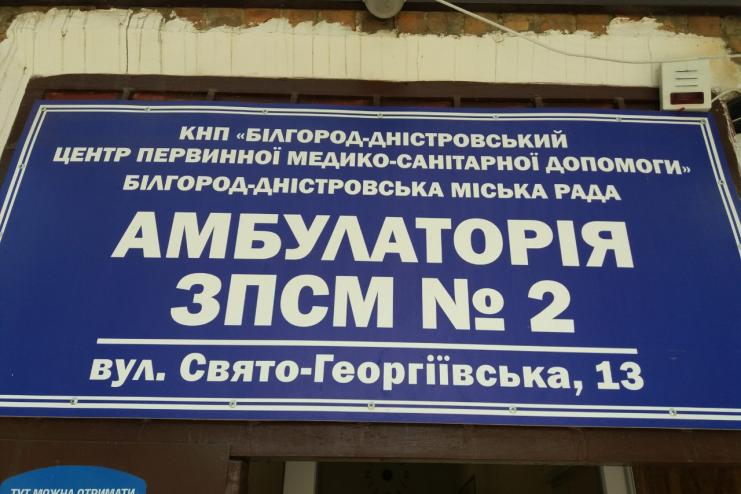 КНП «БІЛГОРОД-ДНІСТРОВСЬКИЙ
ЦЕНТР ПЕРВИННОЇ МЕДИКО-САНІТАРНОЇ ДОПОМОГИ»
БІЛГОРОД-ДНІСТРОВСЬКА МІСЬКА РАДА
АМБУЛАТОРІЯ
ЗПСМ № 2
вул. Свято-Георгіївська, 13
ТУТ МОЖНА ОТРИМАТИ